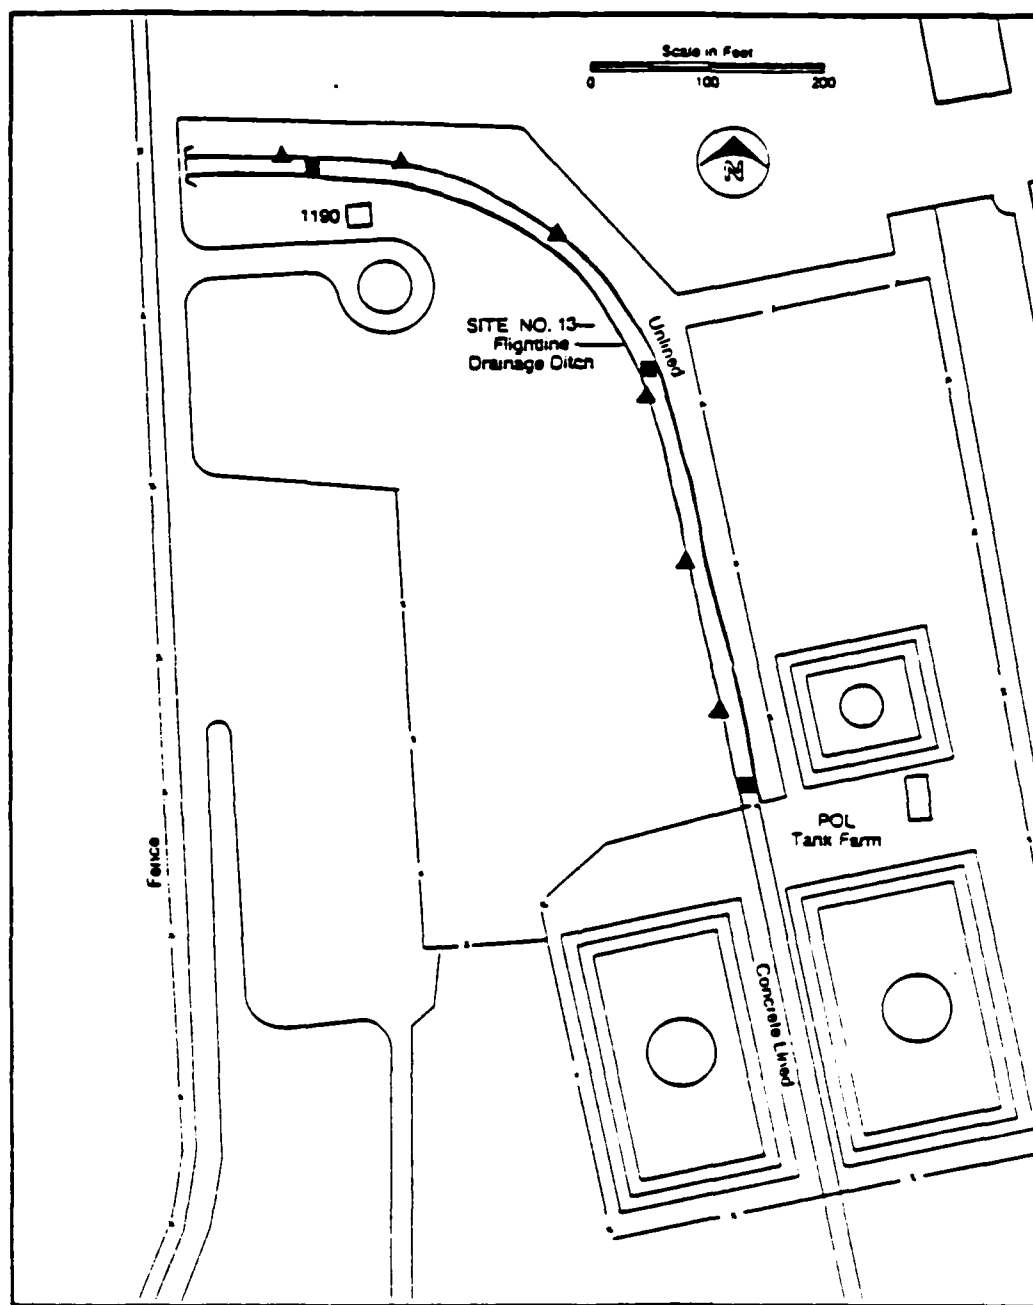 Scale in Feet
0 100 200
N
1190
SITE NO. 13
Flightline
Drainage Ditch
Unlined
POL
Tank Farm
Fence
Concrete Lined